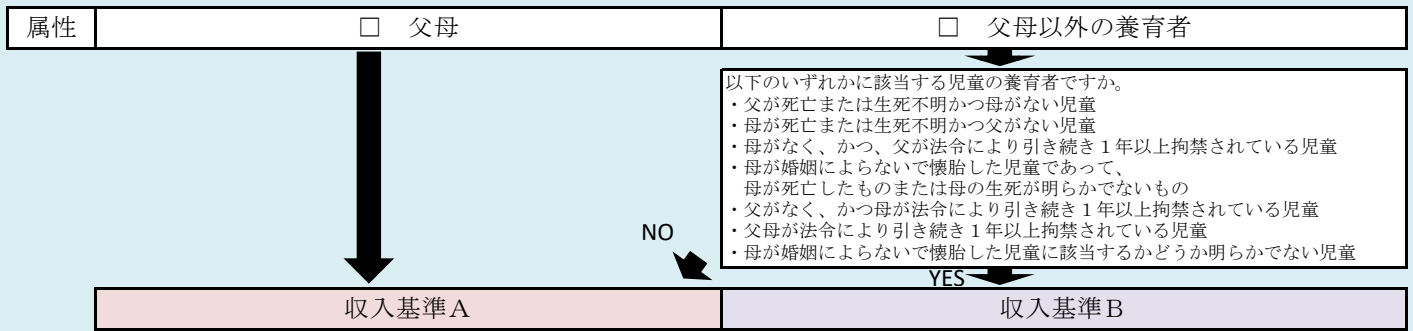 属性
□ 父母
□ 父母以外の養育者
以下のいずれかに該当する児童の養育者ですか。
・父が死亡または生死不明かつ母がない児童
・母が死亡または生死不明かつ父がない児童
・母がなく、かつ、父が法令により引き続き１年以上拘禁されている児童
・母が婚姻によらないで懐胎した児童であって、
母が死亡したものまたは母の生死が明らかでないもの
・父がなく、かつ母が法令により引き続き１年以上拘禁されている児童
・父母が法令により引き続き１年以上拘禁されている児童
・母が婚姻によらないで懐胎した児童に該当するかどうか明らかでない児童
NO
YES
収入基準Ａ
収入基準Ｂ